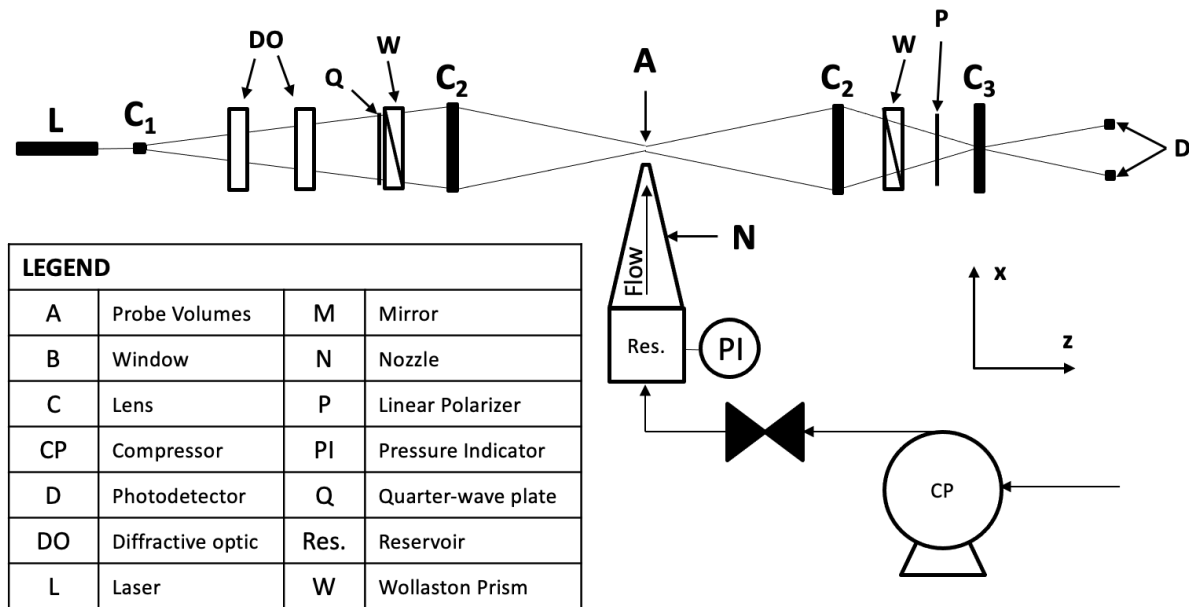 P
DO
W
W
A
Q
C₂
C₂
C₃
L
C₁
D
N
Flow
x
z
Res.
PI
CP
LEGEND
A Probe Volumes M Mirror
B Window N Nozzle
C Lens P Linear Polarizer
CP Compressor PI Pressure Indicator
D Photodetector Q Quarter-wave plate
DO Diffractive optic Res. Reservoir
L Laser W Wollaston Prism